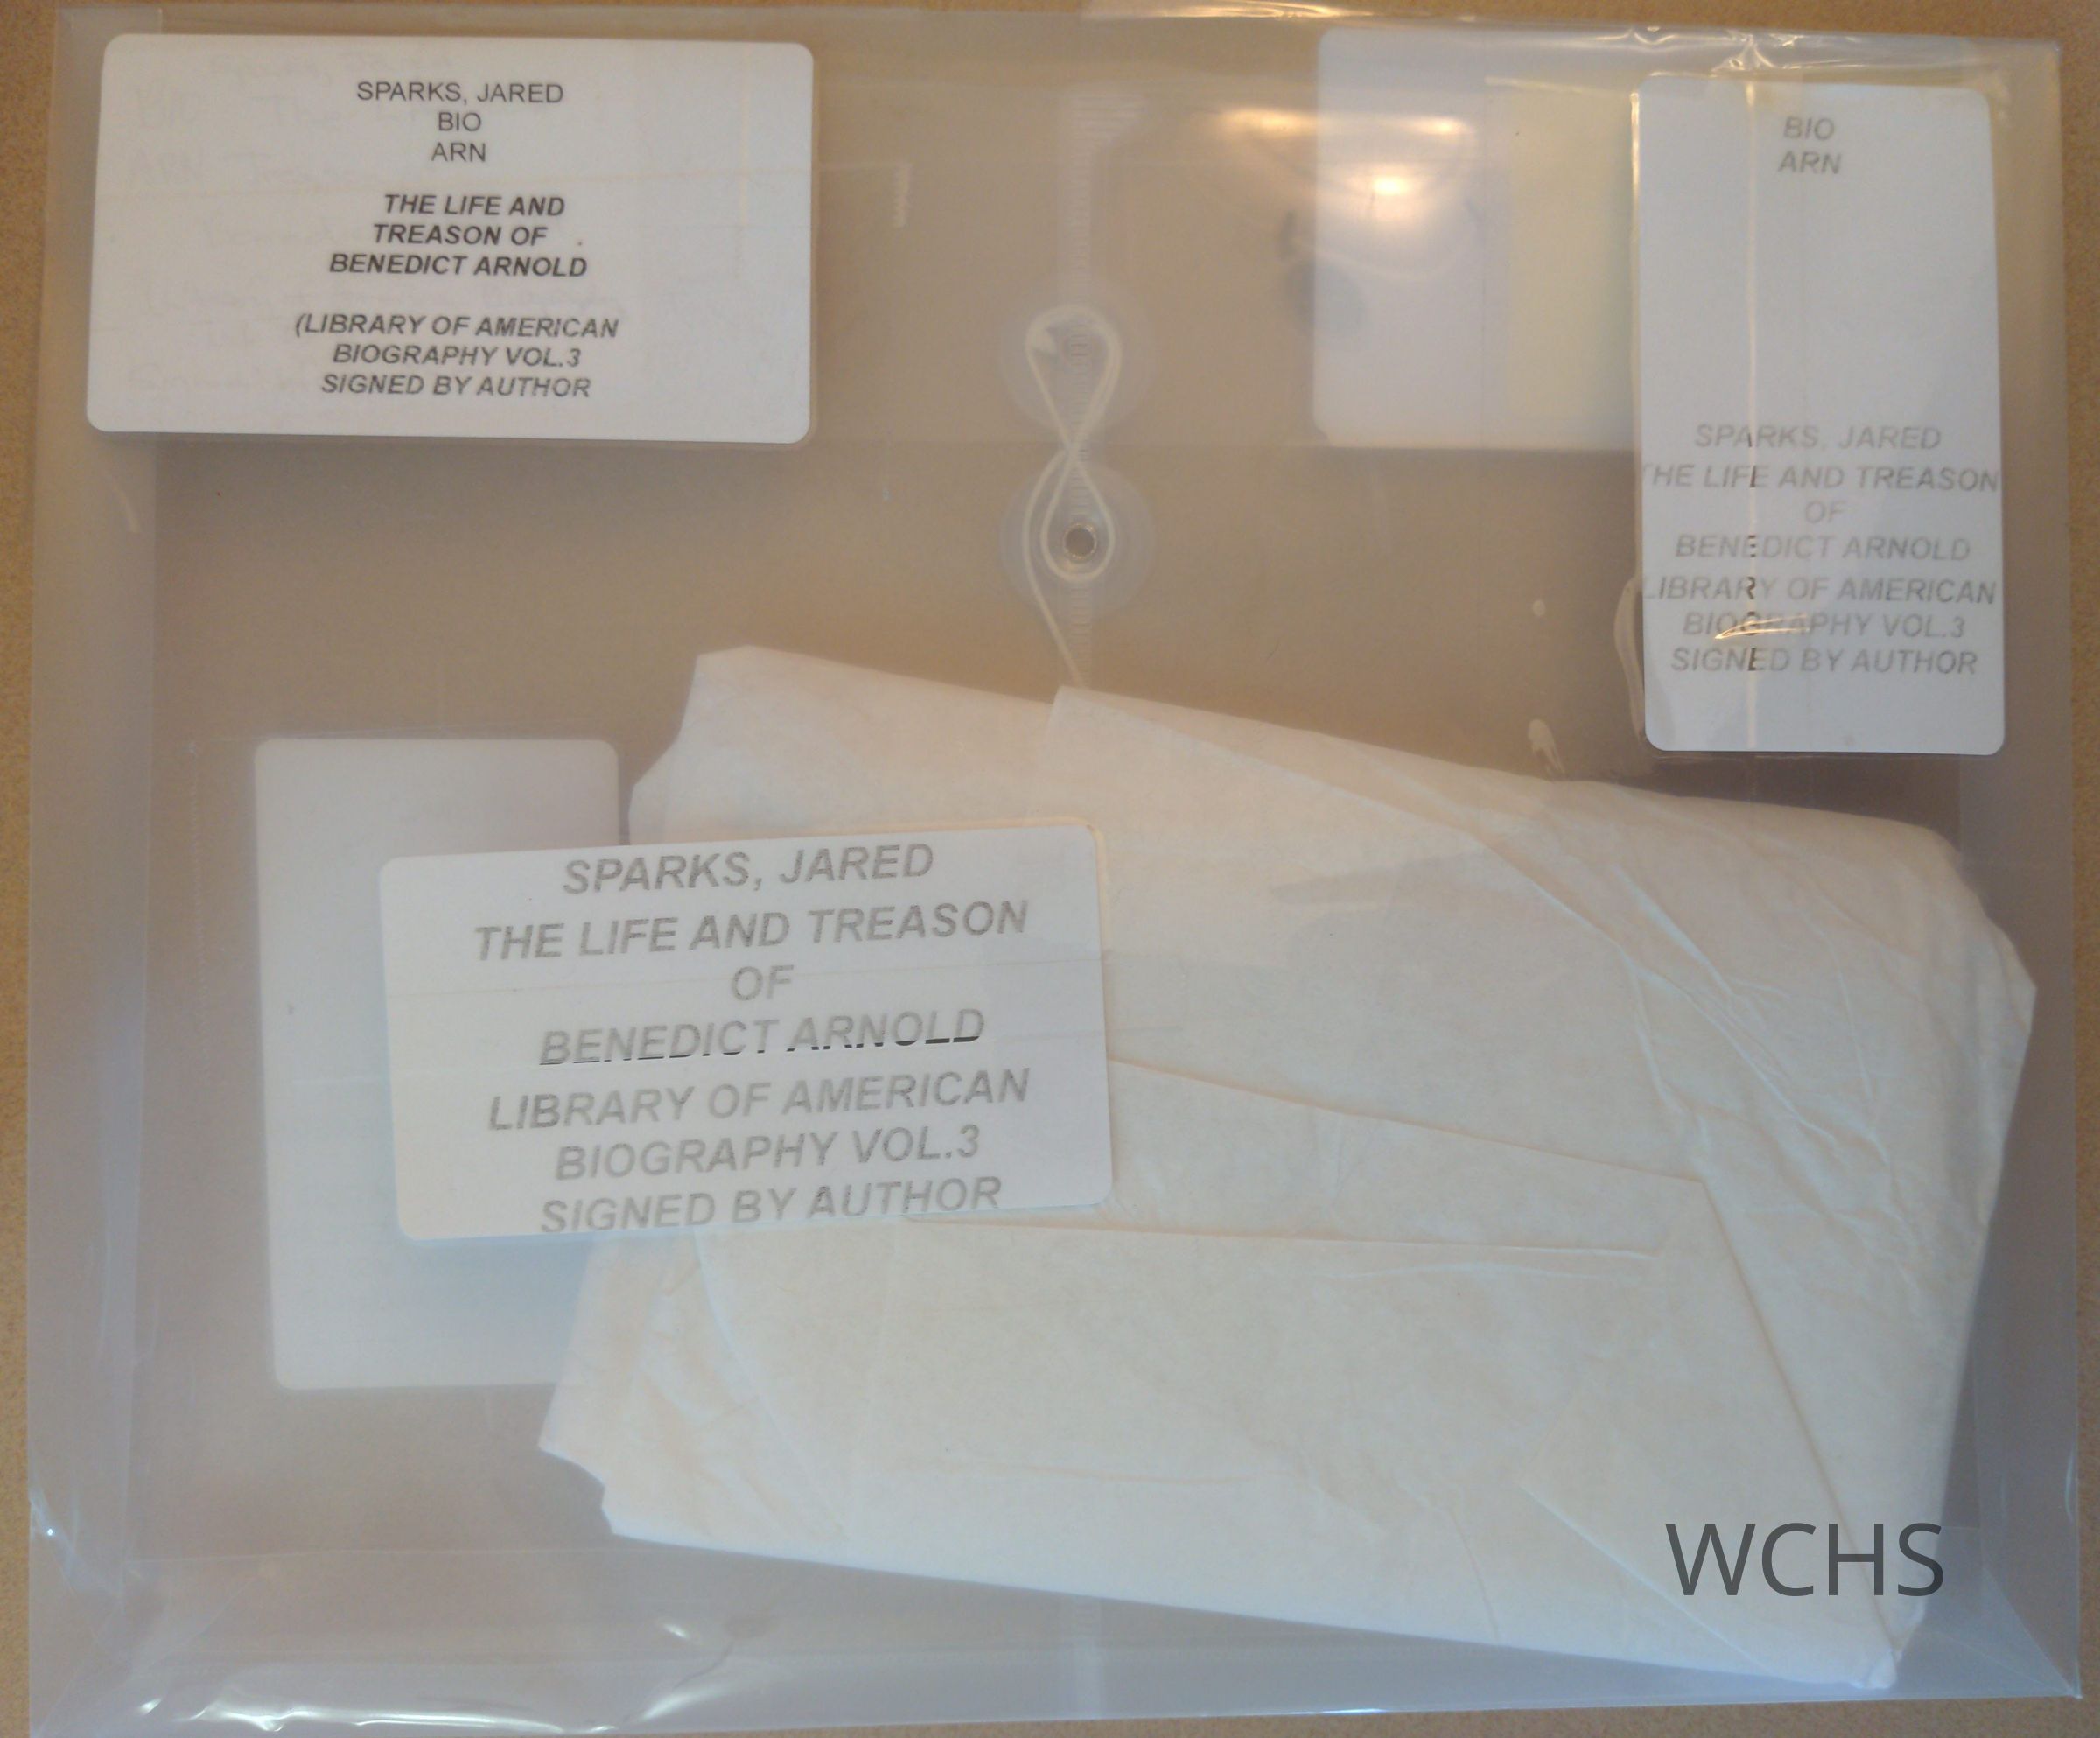 SPARKS, JARED
BIO
ARN
THE LIFE AND
TREASON OF
BENEDICT ARNOLD
(LIBRARY OF AMERICAN
BIOGRAPHY VOL.3
SIGNED BY AUTHOR
BIO
ARN
SPARKS, JARED
THE LIFE AND TREASON
OF
BENEDICT ARNOLD
LIBRARY OF AMERICAN
BIOGRAPHY VOL.3
SIGNED BY AUTHOR
SPARKS, JARED
THE LIFE AND TREASON
OF
BENEDICT ARNOLD
LIBRARY OF AMERICAN
BIOGRAPHY VOL.3
SIGNED BY AUTHOR
WCHS